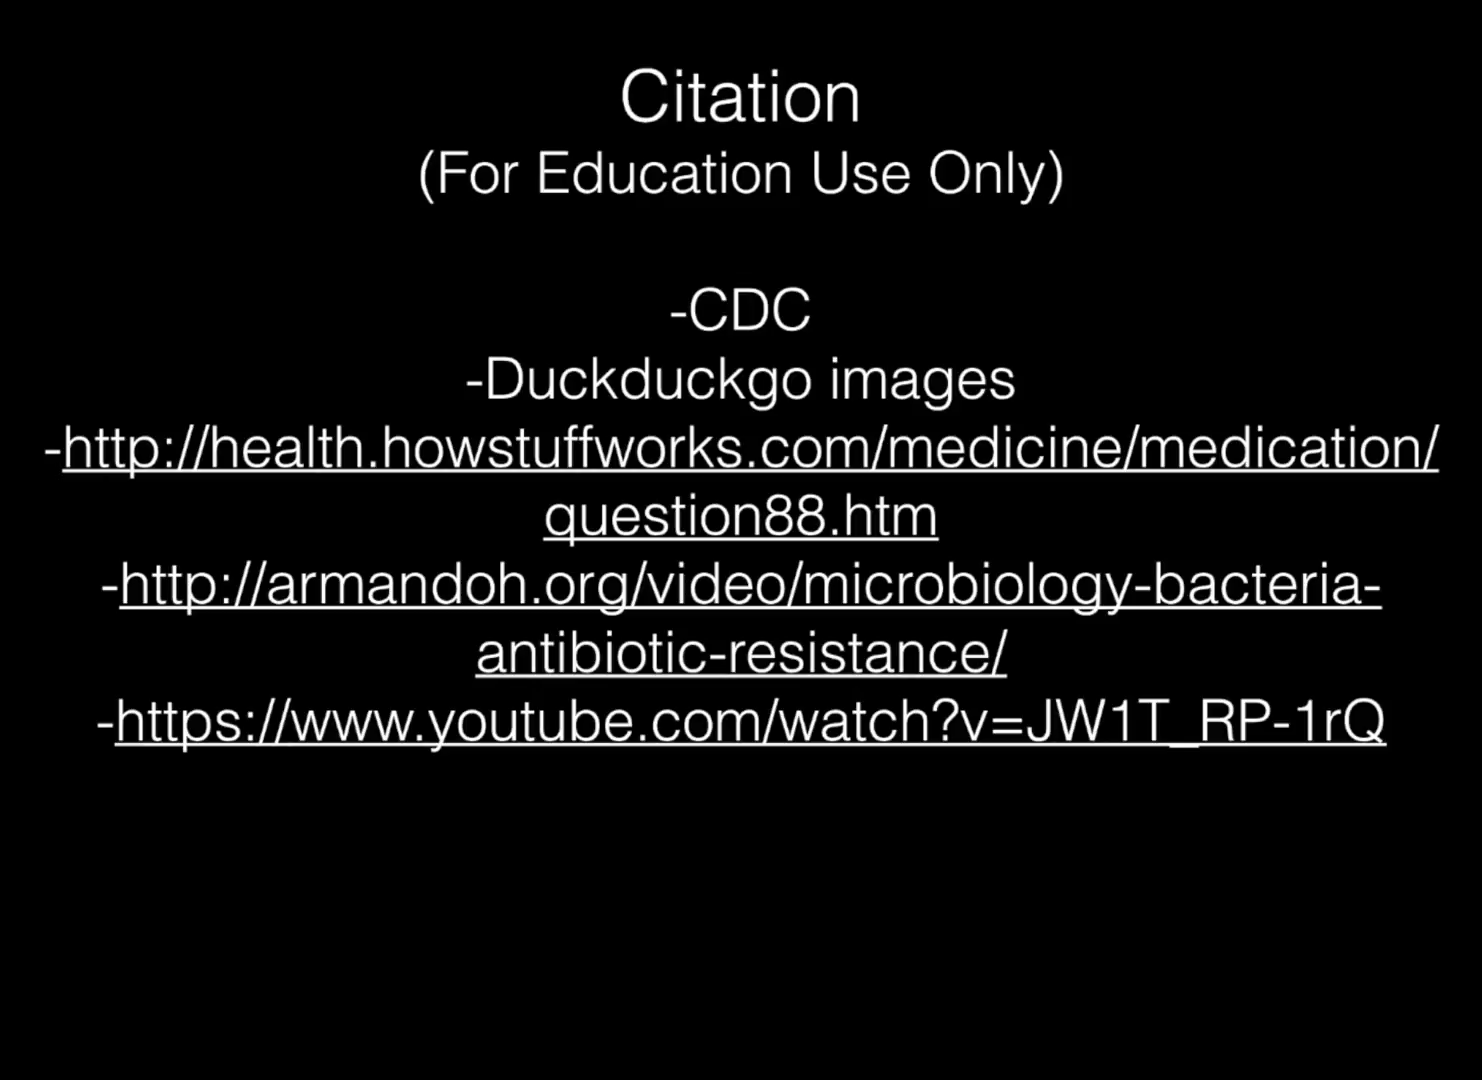 Citation
(For Education Use Only)
-CDC
-Duckduckgo images
-http://health.howstuffworks.com/medicine/medication/
question88.htm
-http://armandoh.org/video/microbiology-bacteria-
antibiotic-resistance/
-https://www.youtube.com/watch?v=JW1T_RP-1rQ